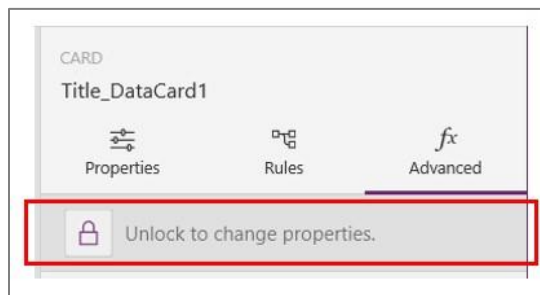 CARD
Title_DataCard1
Properties Rules Advanced
Unlock to change properties.